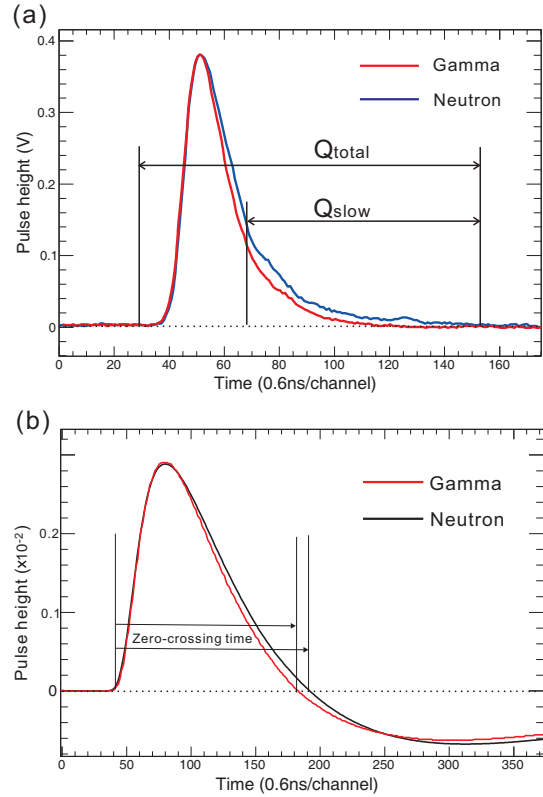 (a)
Pulse height (V)
0.4
0.3
0.2
0.1
0
Gamma
Neutron
Qtotal
Qslow
0 20 40 60 80 100 120 140 160
Time (0.6ns/channel)
(b)
Pulse height (x10-2)
0.2
0.1
0
Gamma
Neutron
Zero-crossing time
0 50 100 150 200 250 300 350
Time (0.6ns/channel)